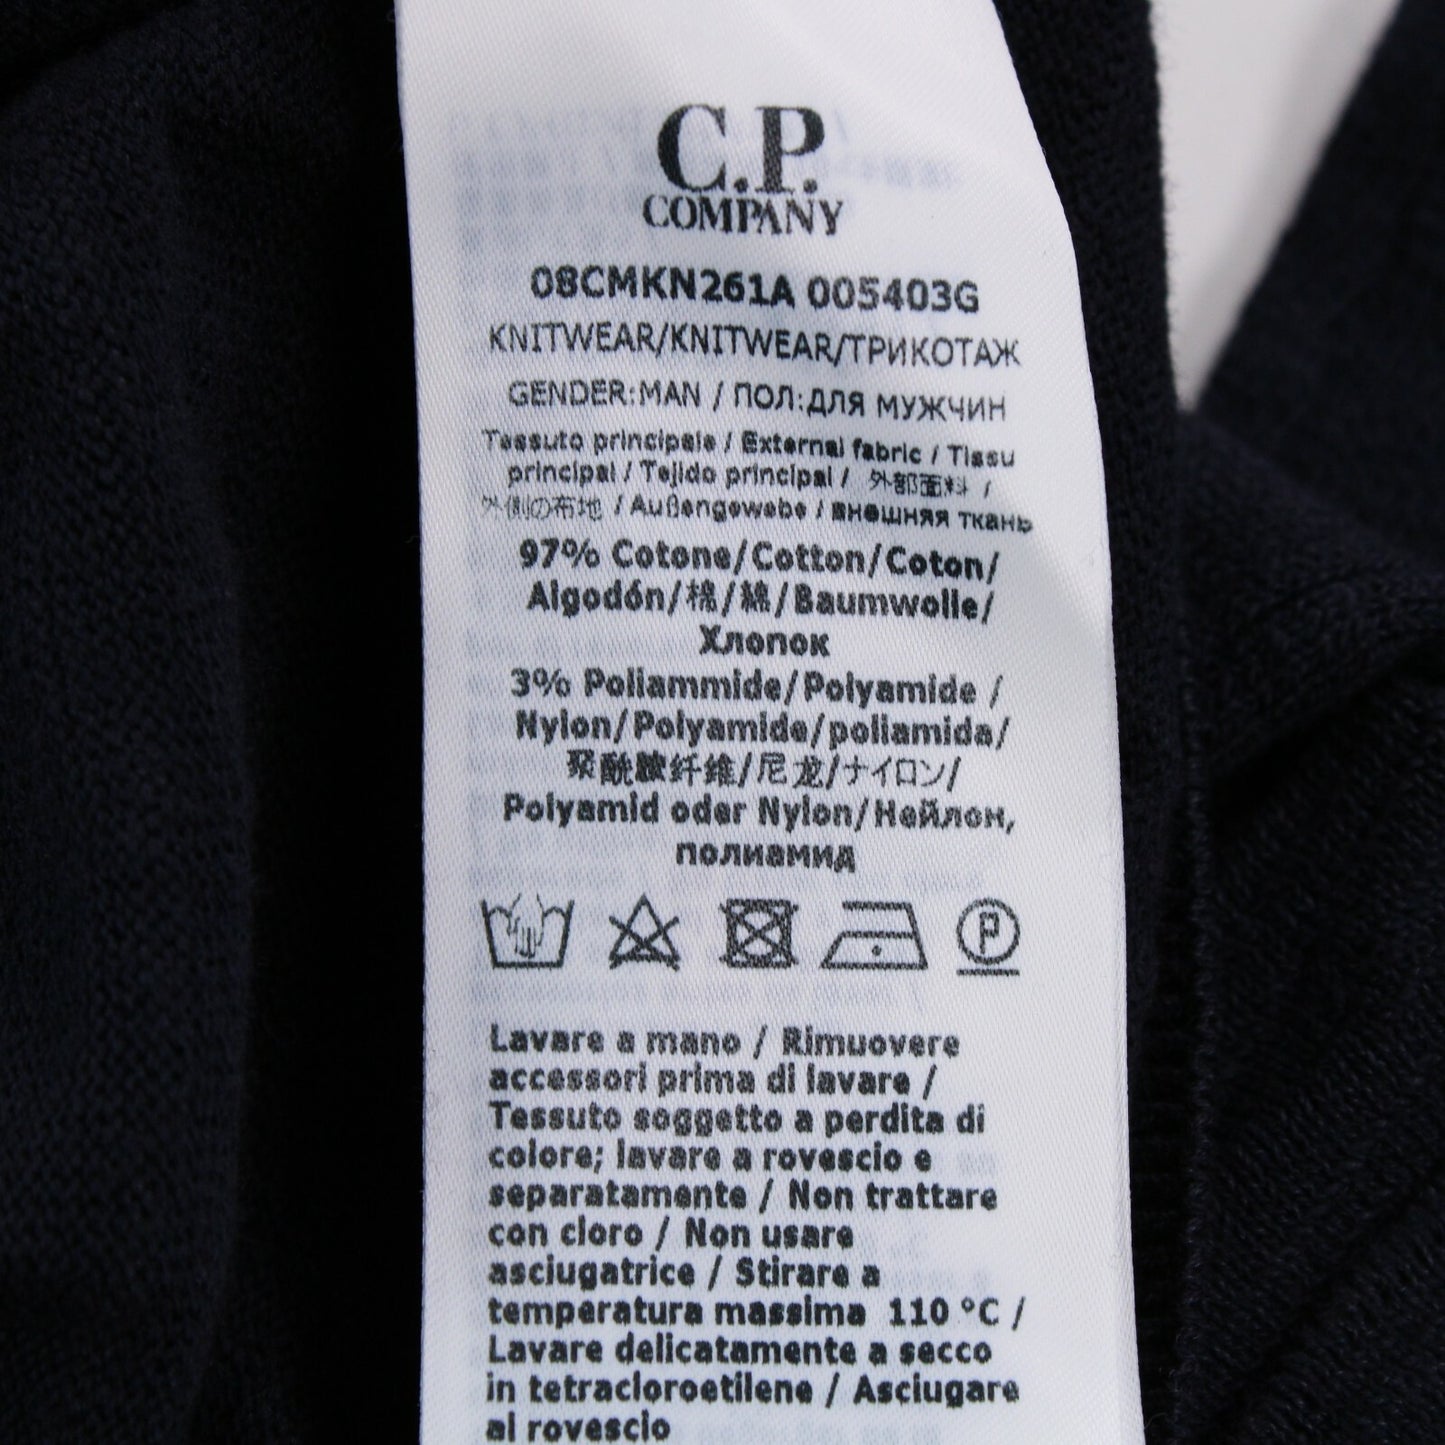 C.P.
COMPANY
08CMKN261A 005403G
KNITWEAR/KNITWEAR/ТРИКОТАЖ
GENDER:MAN / ПОЛ:ДЛЯ МУЖЧИН
Tessuto principale / External fabric / Tissu
principal / Tejido principal / 外部面料 /
外側の布地 / Außengewebe / внешняя ткань
97% Cotone/Cotton/Coton/
Algodón/棉/綿/Baumwolle/
Хлопок
3% Poliammide/Polyamide /
Nylon/Polyamide/poliamida/
聚酰胺纤维/尼龙/ナイロン/
Polyamid oder Nylon/Нейлон,
полиамид
P
Lavare a mano / Rimuovere
accessori prima di lavare /
Tessuto soggetto a perdita di
colore; lavare a rovescio e
separatamente / Non trattare
con cloro / Non usare
asciugatrice / Stirare a
temperatura massima 110 °C /
Lavare delicatamente a secco
in tetracloroetilene / Asciugare
al rovescio